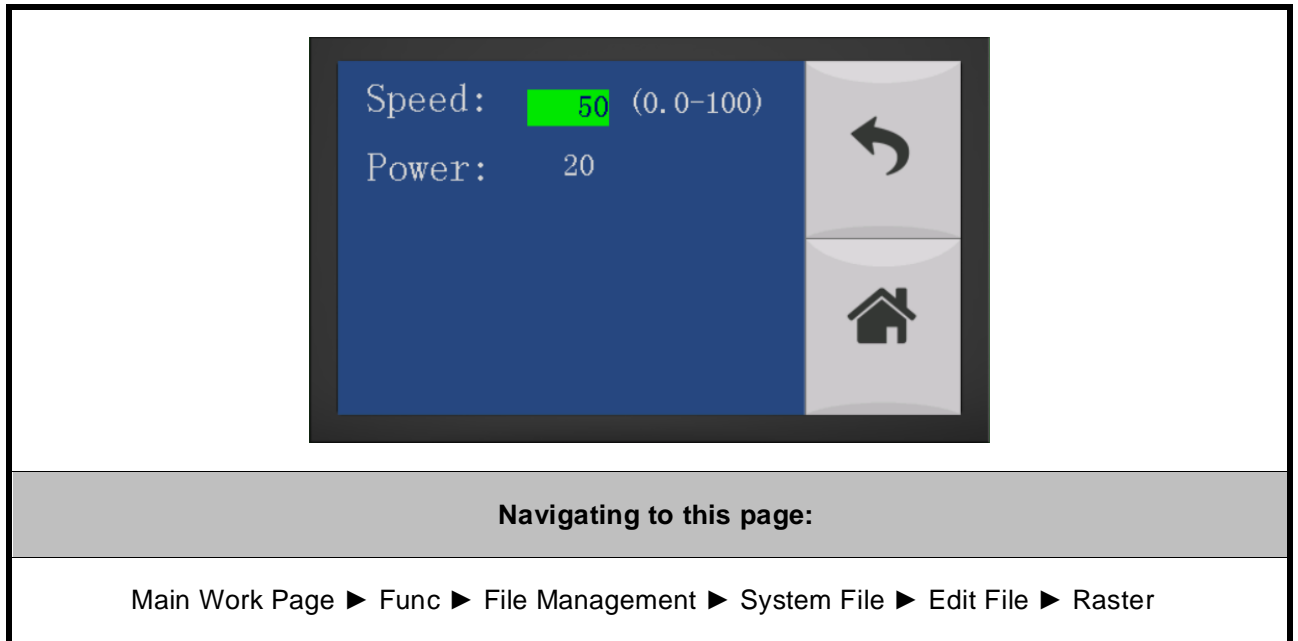 Speed: 50 (0.0-100)
Power: 20
Navigating to this page:
Main Work Page ► Func ► File Management ► System File ► Edit File ► Raster